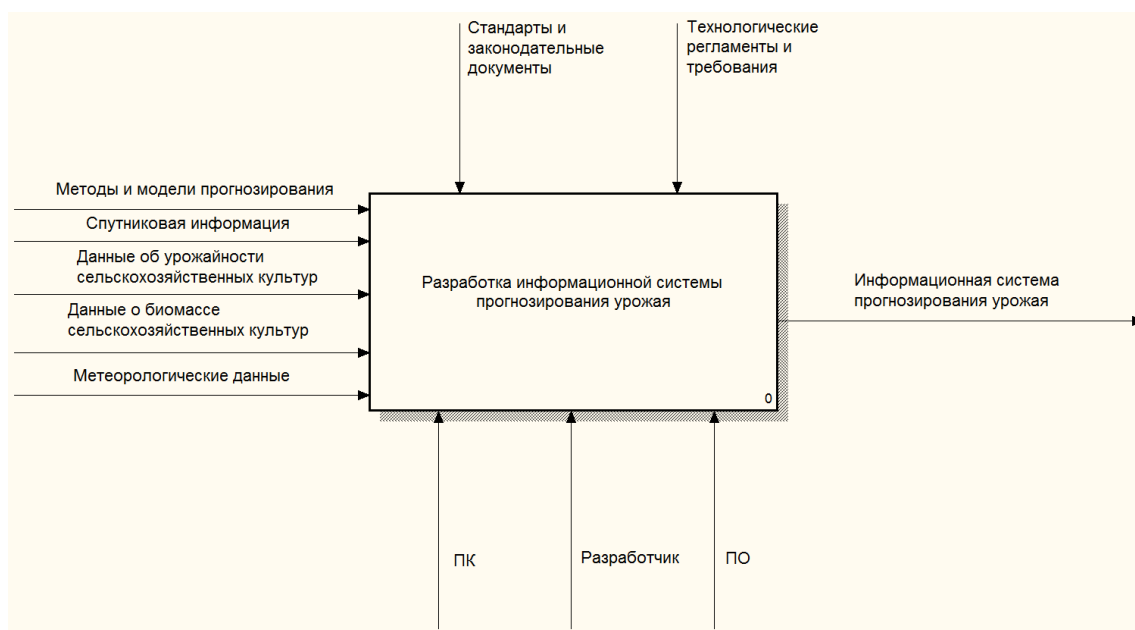 Стандарты и
законодательные
документы
Технологические
регламенты и
требования
Методы и модели прогнозирования
Спутниковая информация
Данные об урожайности
сельскохозяйственных культур
Данные о биомассе
сельскохозяйственных культур
Метеорологические данные
Разработка информационной системы
прогнозирования урожая
0
Информационная система
прогнозирования урожая
ПК
Разработчик
ПО